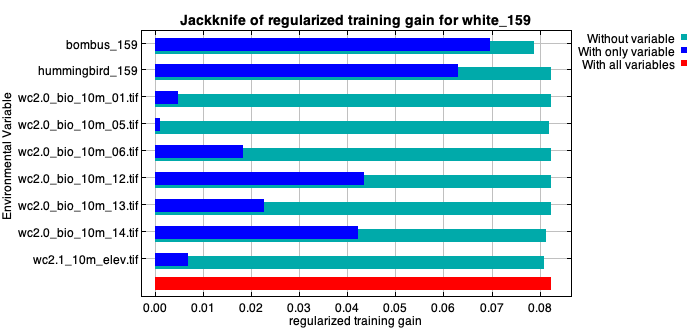 Jackknife of regularized training gain for white_159
Without variable
With only variable
With all variables
Environmental Variable
bombus_159
hummingbird_159
wc2.0_bio_10m_01.tif
wc2.0_bio_10m_05.tif
wc2.0_bio_10m_06.tif
wc2.0_bio_10m_12.tif
wc2.0_bio_10m_13.tif
wc2.0_bio_10m_14.tif
wc2.1_10m_elev.tif
0.00 0.01 0.02 0.03 0.04 0.05 0.06 0.07 0.08
regularized training gain